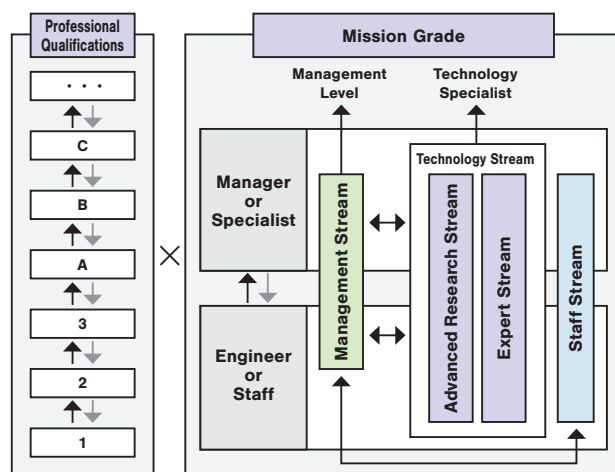 Professional
Qualifications
. . .
C
B
A
3
2
1
×
Mission Grade
Management
Level
Technology
Specialist
Manager
or
Specialist
Engineer
or
Staff
Management Stream
Technology Stream
Advanced Research Stream
Expert Stream
Staff Stream